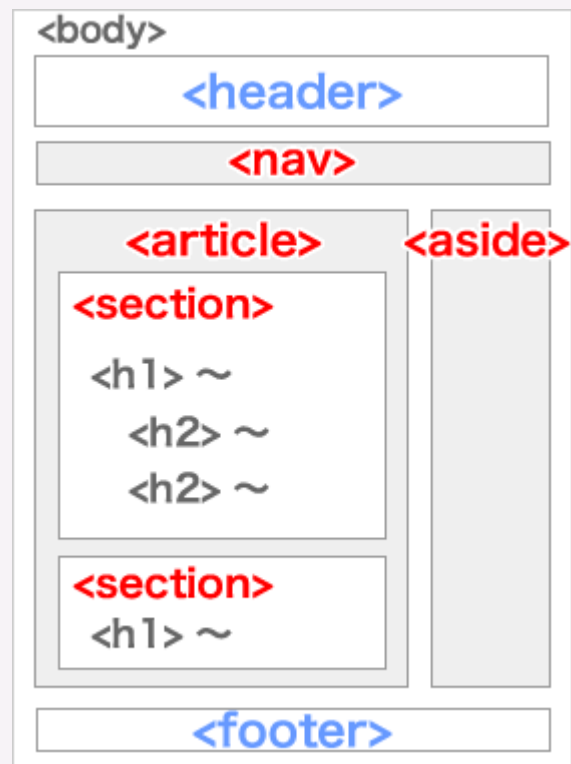 <body>
<header>
<nav>
<article>
<section>
<h1>～
<h2>～
<h2>～
<section>
<h1>～
<aside>
<footer>